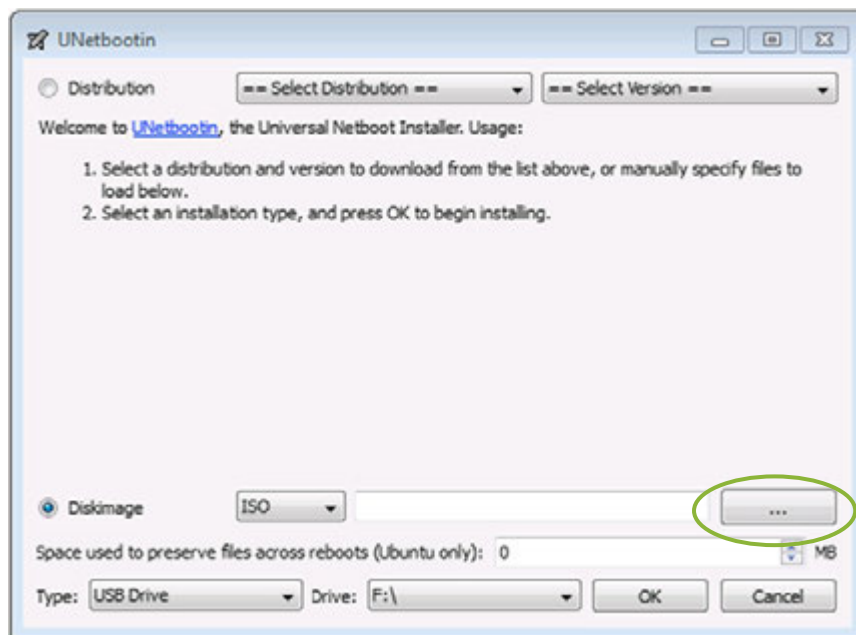 UNetbootin
Distribution == Select Distribution == == Select Version ==
Welcome to UNetbootin, the Universal Netboot Installer. Usage:
1. Select a distribution and version to download from the list above, or manually specify files to
load below.
2. Select an installation type, and press OK to begin installing.
Diskimage ISO ...
Space used to preserve files across reboots (Ubuntu only): 0 MB
Type: USB Drive Drive: F:\ OK Cancel